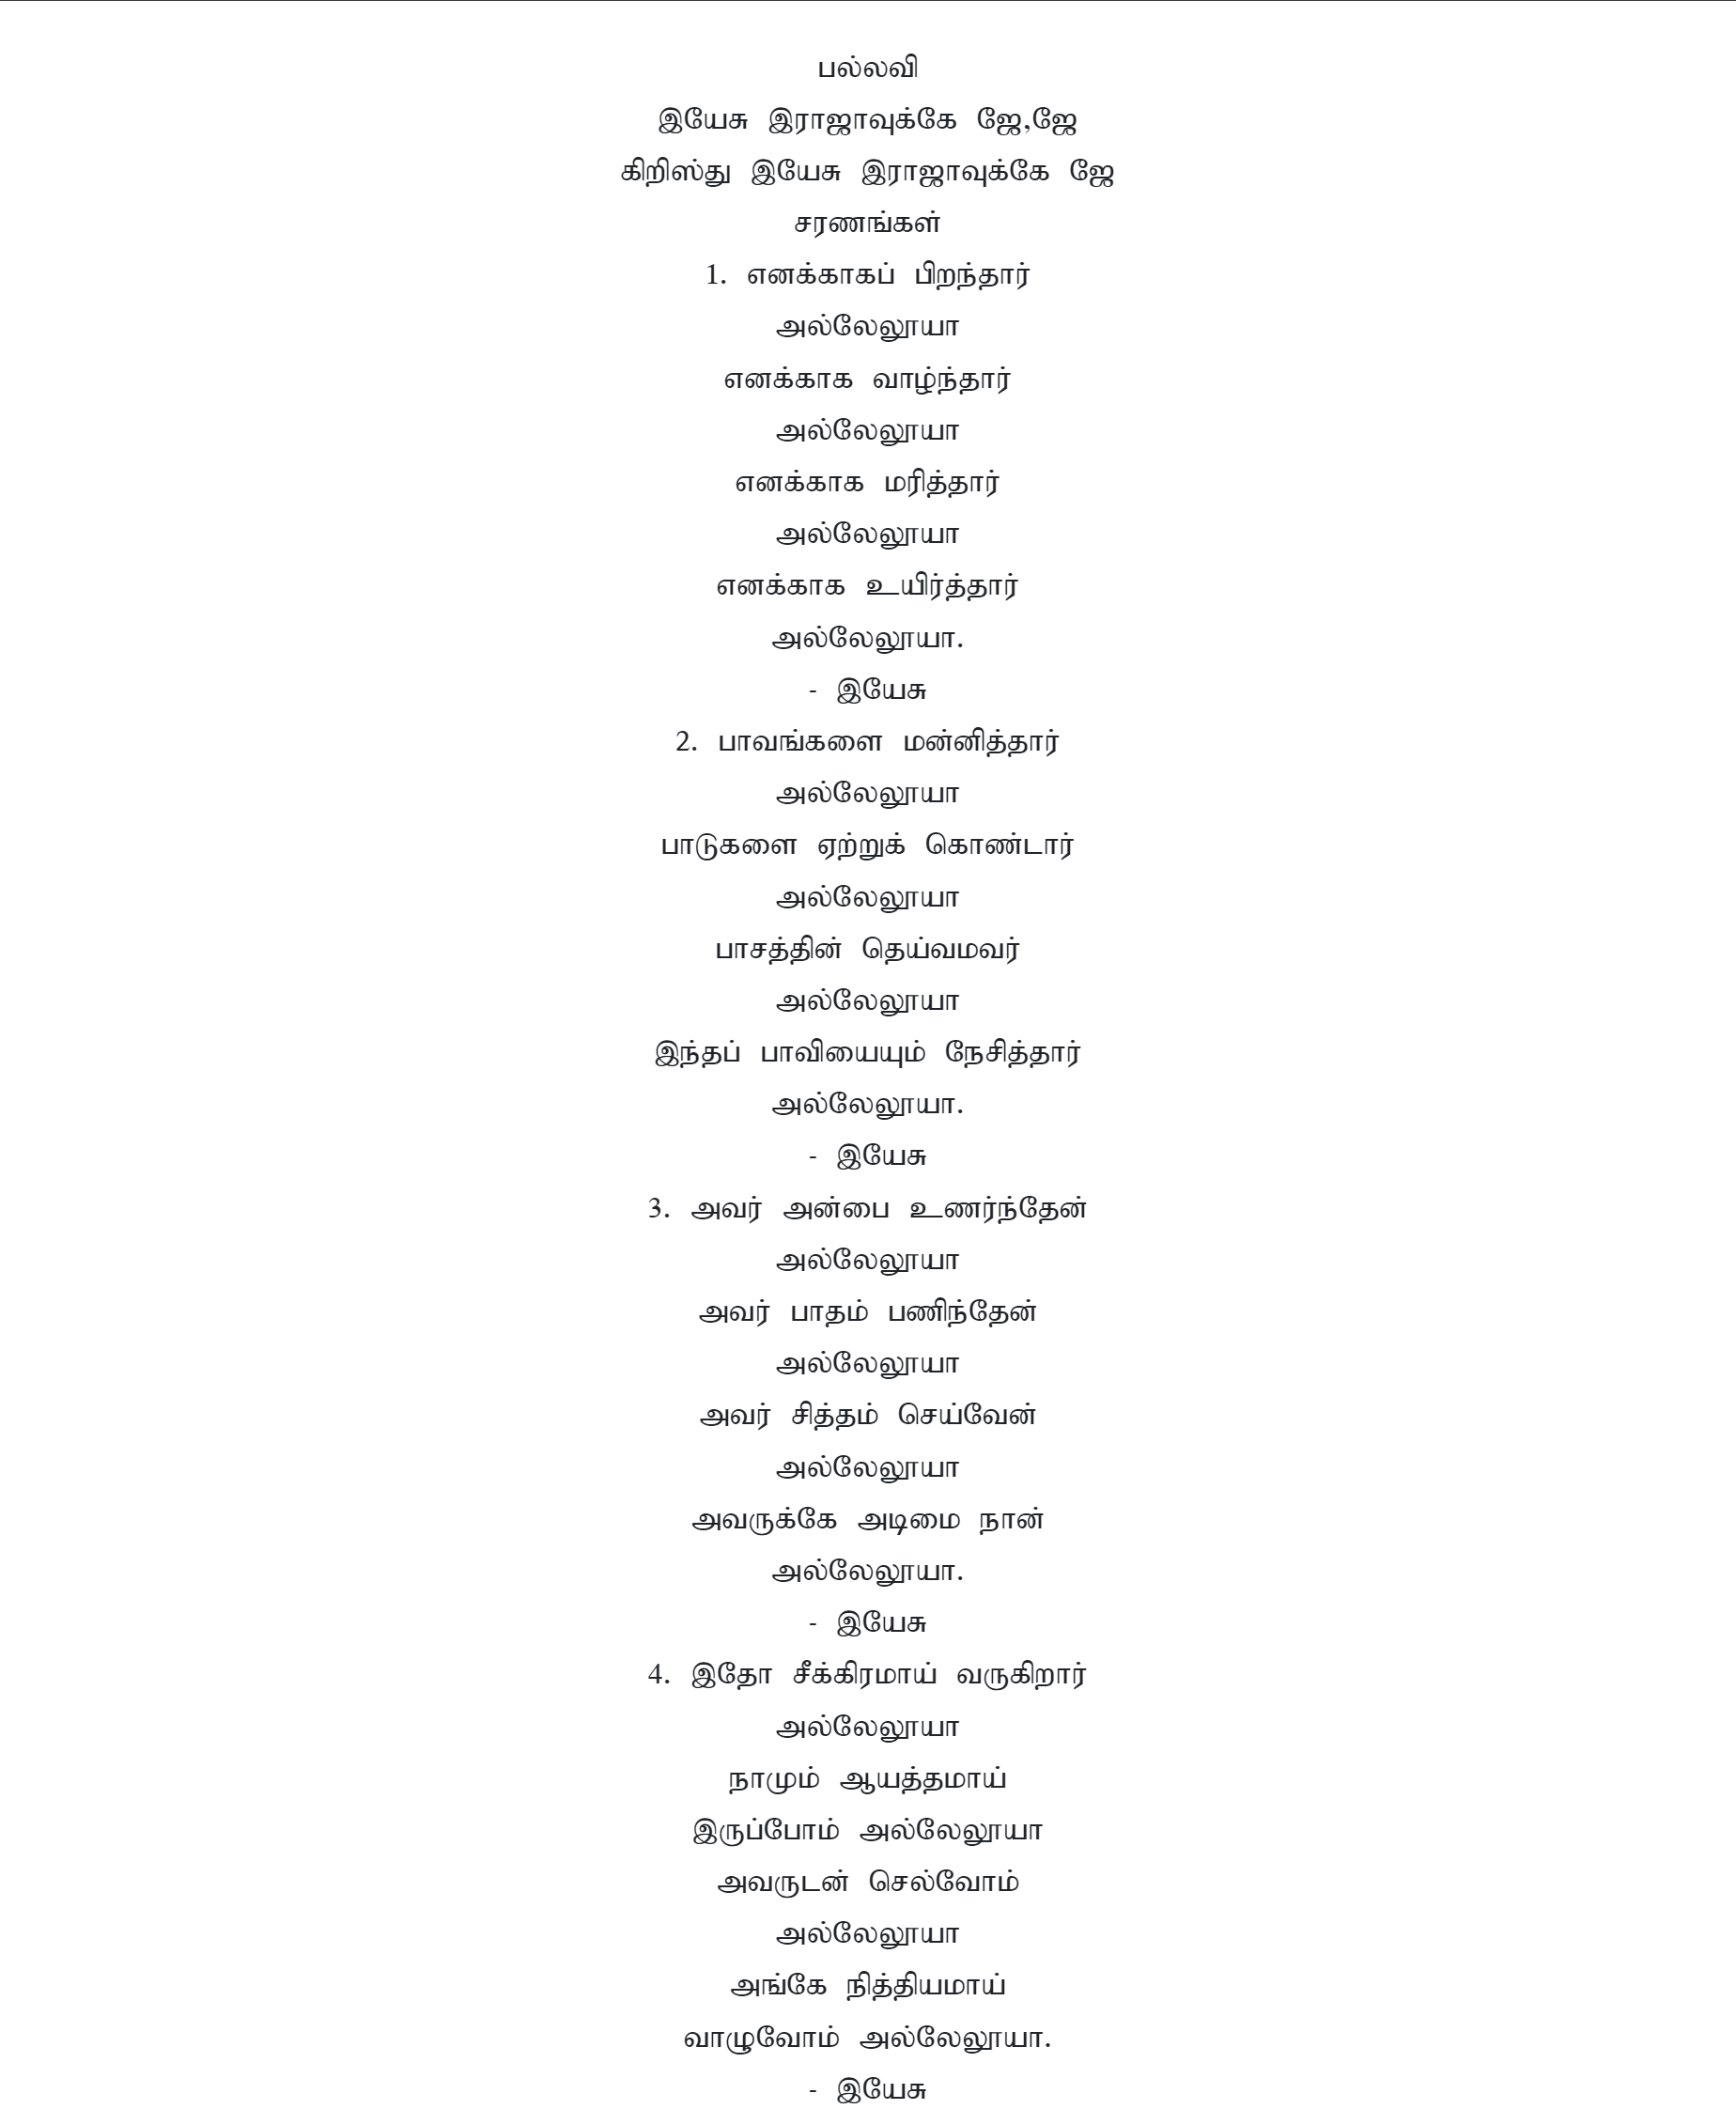 பல்லவி
இயேசு இராஜாவுக்கே ஜே,ஜே
கிறிஸ்து இயேசு இராஜாவுக்கே ஜே
சரணங்கள்
1. எனக்காகப் பிறந்தார்
அல்லேலூயா
எனக்காக வாழ்ந்தார்
அல்லேலூயா
எனக்காக மரித்தார்
அல்லேலூயா
எனக்காக உயிர்த்தார்
அல்லேலூயா.
- இயேசு
2. பாவங்களை மன்னித்தார்
அல்லேலூயா
பாடுகளை ஏற்றுக் கொண்டார்
அல்லேலூயா
பாசத்தின் தெய்வமவர்
அல்லேலூயா
இந்தப் பாவியையும் நேசித்தார்
அல்லேலூயா.
- இயேசு
3. அவர் அன்பை உணர்ந்தேன்
அல்லேலூயா
அவர் பாதம் பணிந்தேன்
அல்லேலூயா
அவர் சித்தம் செய்வேன்
அல்லேலூயா
அவருக்கே அடிமை நான்
அல்லேலூயா.
- இயேசு
4. இதோ சீக்கிரமாய் வருகிறார்
அல்லேலூயா
நாமும் ஆயத்தமாய்
இருப்போம் அல்லேலூயா
அவருடன் செல்வோம்
அல்லேலூயா
அங்கே நித்தியமாய்
வாழுவோம் அல்லேலூயா.
- இயேசு